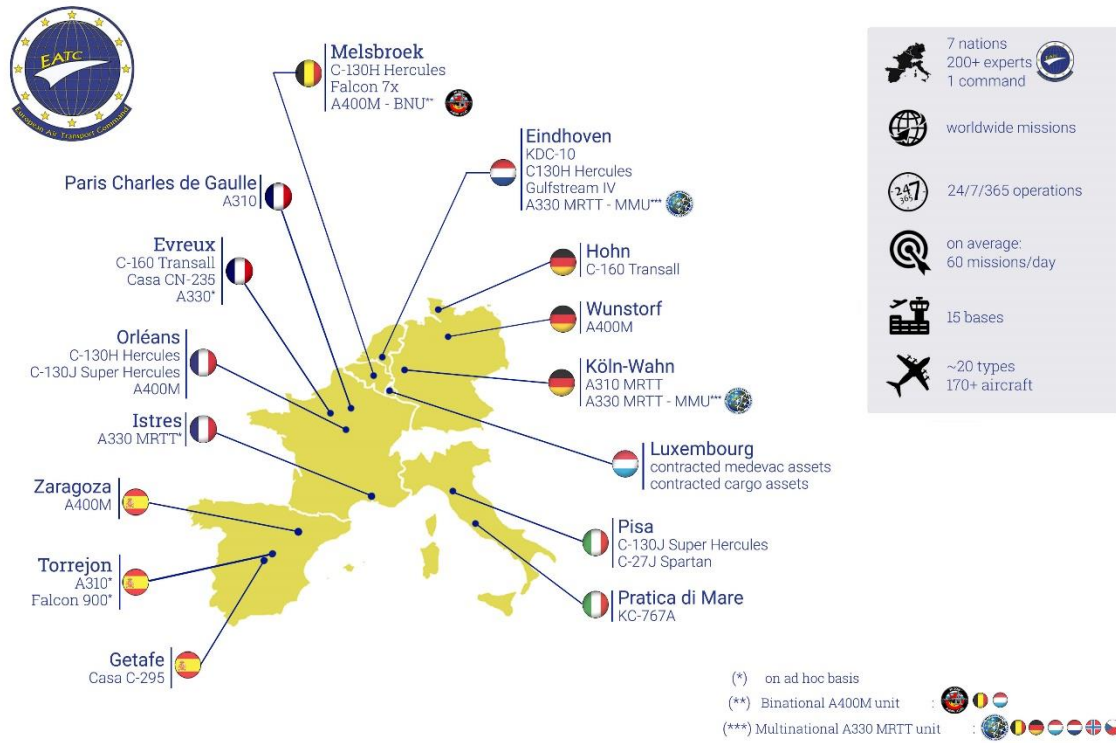 EATC
European Air Transport Command
Melsbroek
C-130H Hercules
Falcon 7x
A400M - BNU**
Eindhoven
KDC-10
C130H Hercules
Gulfstream IV
A330 MRTT - MMU***
Paris Charles de Gaulle
A310
Evreux
C-160 Transall
Casa CN-235
A330*
Hohn
C-160 Transall
Wunstorf
A400M
Orléans
C-130H Hercules
C-130J Super Hercules
A400M
Köln-Wahn
A310 MRTT
A330 MRTT - MMU***
Istres
A330 MRTT*
Luxembourg
contracted medevac assets
contracted cargo assets
Zaragoza
A400M
Pisa
C-130J Super Hercules
C-27J Spartan
Torrejon
A310*
Falcon 900*
Pratica di Mare
KC-767A
Getafe
Casa C-295
7 nations
200+ experts
1 command
worldwide missions
24/7
365
24/7/365 operations
on average:
60 missions/day
15 bases
~20 types
170+ aircraft
(*) on ad hoc basis
(**) Binational A400M unit :
(***) Multinational A330 MRTT unit :